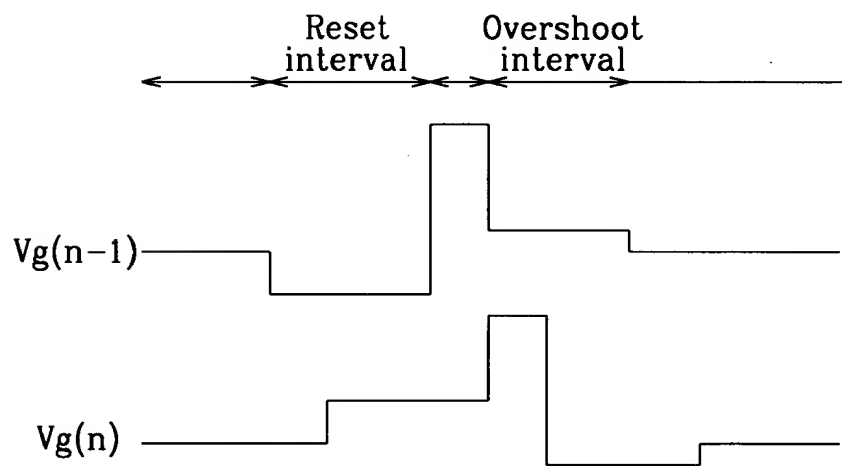 Reset
interval
Overshoot
interval
Vg(n-1)
Vg(n)